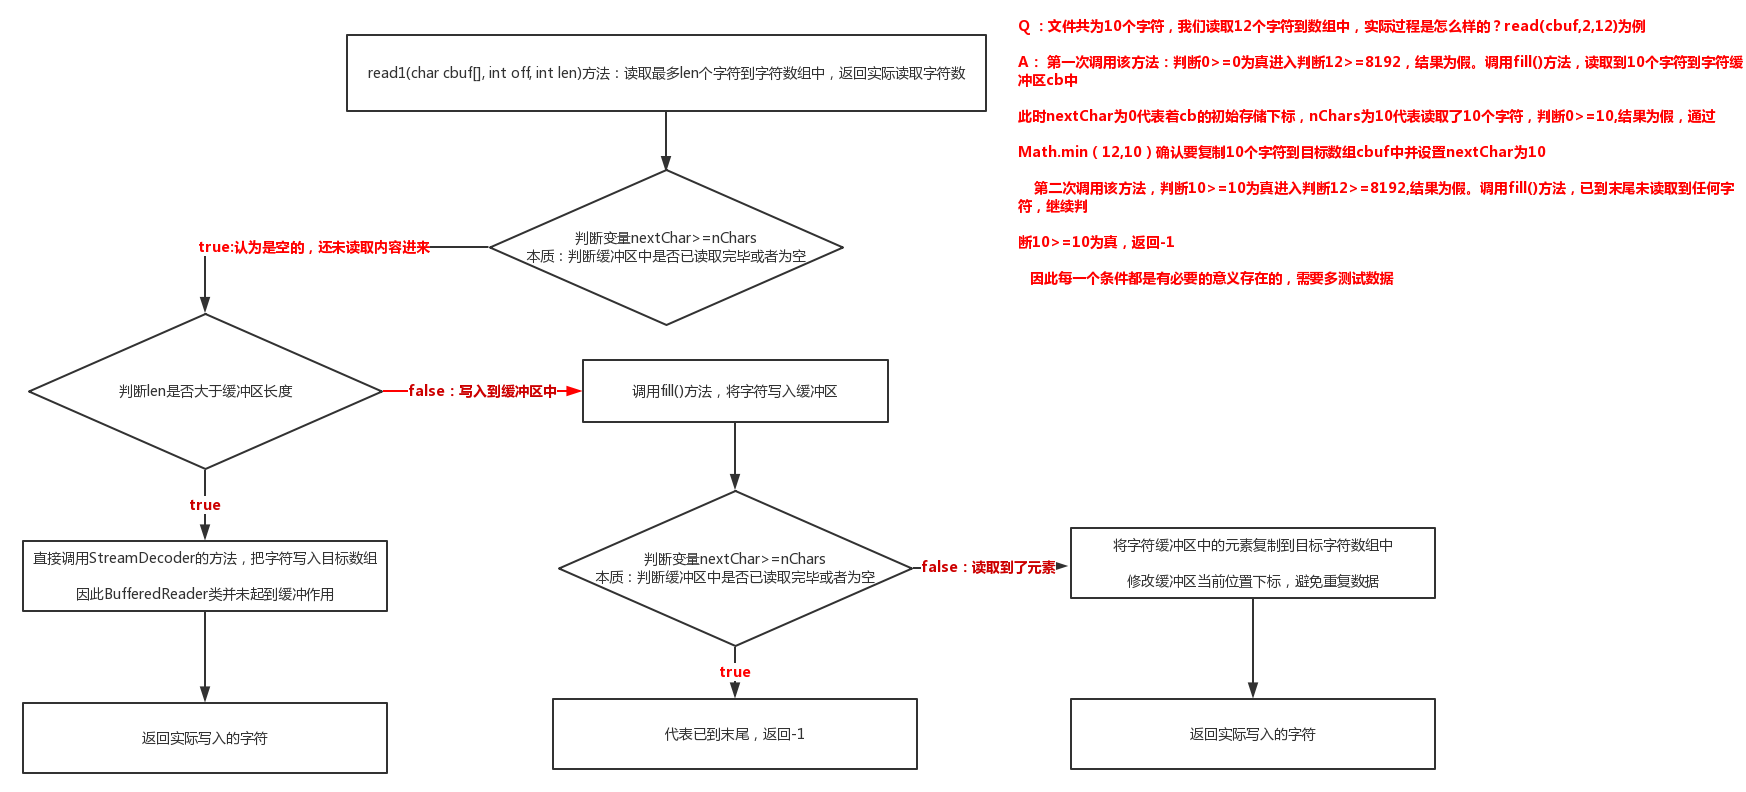 read1(char cbuf[], int off, int len)方法：读取最多len个字符到字符数组中，返回实际读取字符数
判断变量nextChar>=nChars
本质：判断缓冲区中是否已读取完毕或者为空
true:认为是空的，还未读取内容进来
判断len是否大于缓冲区长度
false：写入到缓冲区中
调用fill()方法，将字符写入缓冲区
true
直接调用StreamDecoder的方法，把字符写入目标数组
因此BufferedReader类并未起到缓冲作用
判断变量nextChar>=nChars
本质：判断缓冲区中是否已读取完毕或者为空
false：读取到了元素
将字符缓冲区中的元素复制到目标字符数组中
修改缓冲区当前位置下标，避免重复数据
true
返回实际写入的字符
代表已到末尾，返回-1
返回实际写入的字符
Q ：文件共为10个字符，我们读取12个字符到数组中，实际过程是怎么样的？read(cbuf,2,12)为例
A： 第一次调用该方法：判断0>=0为真进入判断12>=8192，结果为假。调用fill()方法，读取到10个字符到字符缓
冲区cb中
此时nextChar为0代表着cb的初始存储下标，nChars为10代表读取了10个字符，判断0>=10,结果为假，通过
Math.min（12,10）确认要复制10个字符到目标数组cbuf中并设置nextChar为10
第二次调用该方法，判断10>=10为真进入判断12>=8192,结果为假。调用fill()方法，已到末尾未读取到任何字
符，继续判
断10>=10为真，返回-1
因此每一个条件都是有必要的意义存在的，需要多测试数据